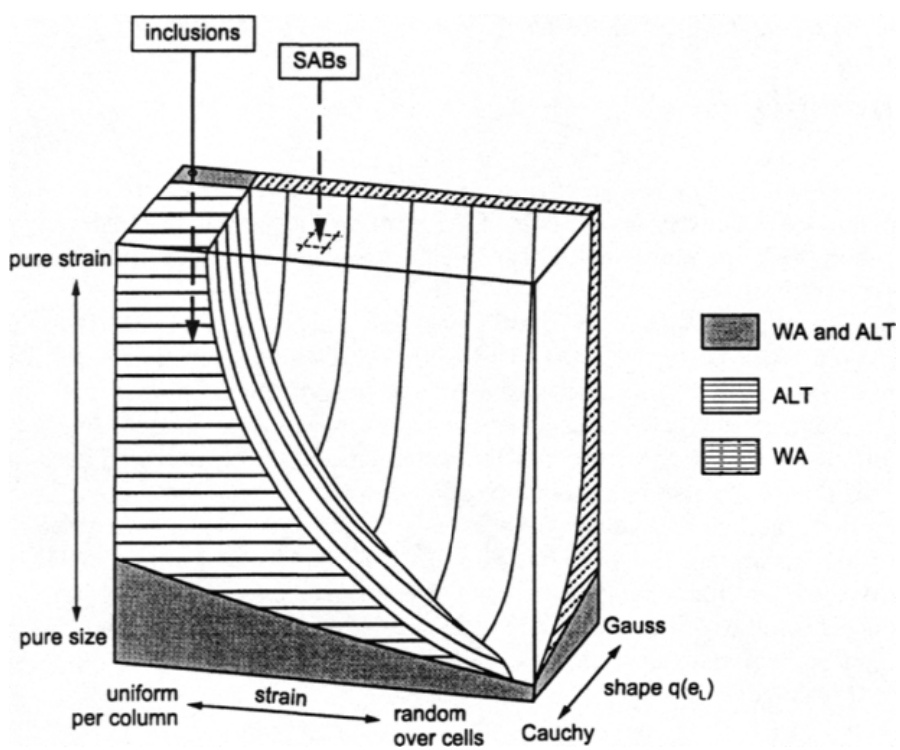 inclusions
SABs
pure strain
WA and ALT
ALT
WA
pure size
Gauss
shape q(e_L)
uniform
per column
strain
random
over cells
Cauchy